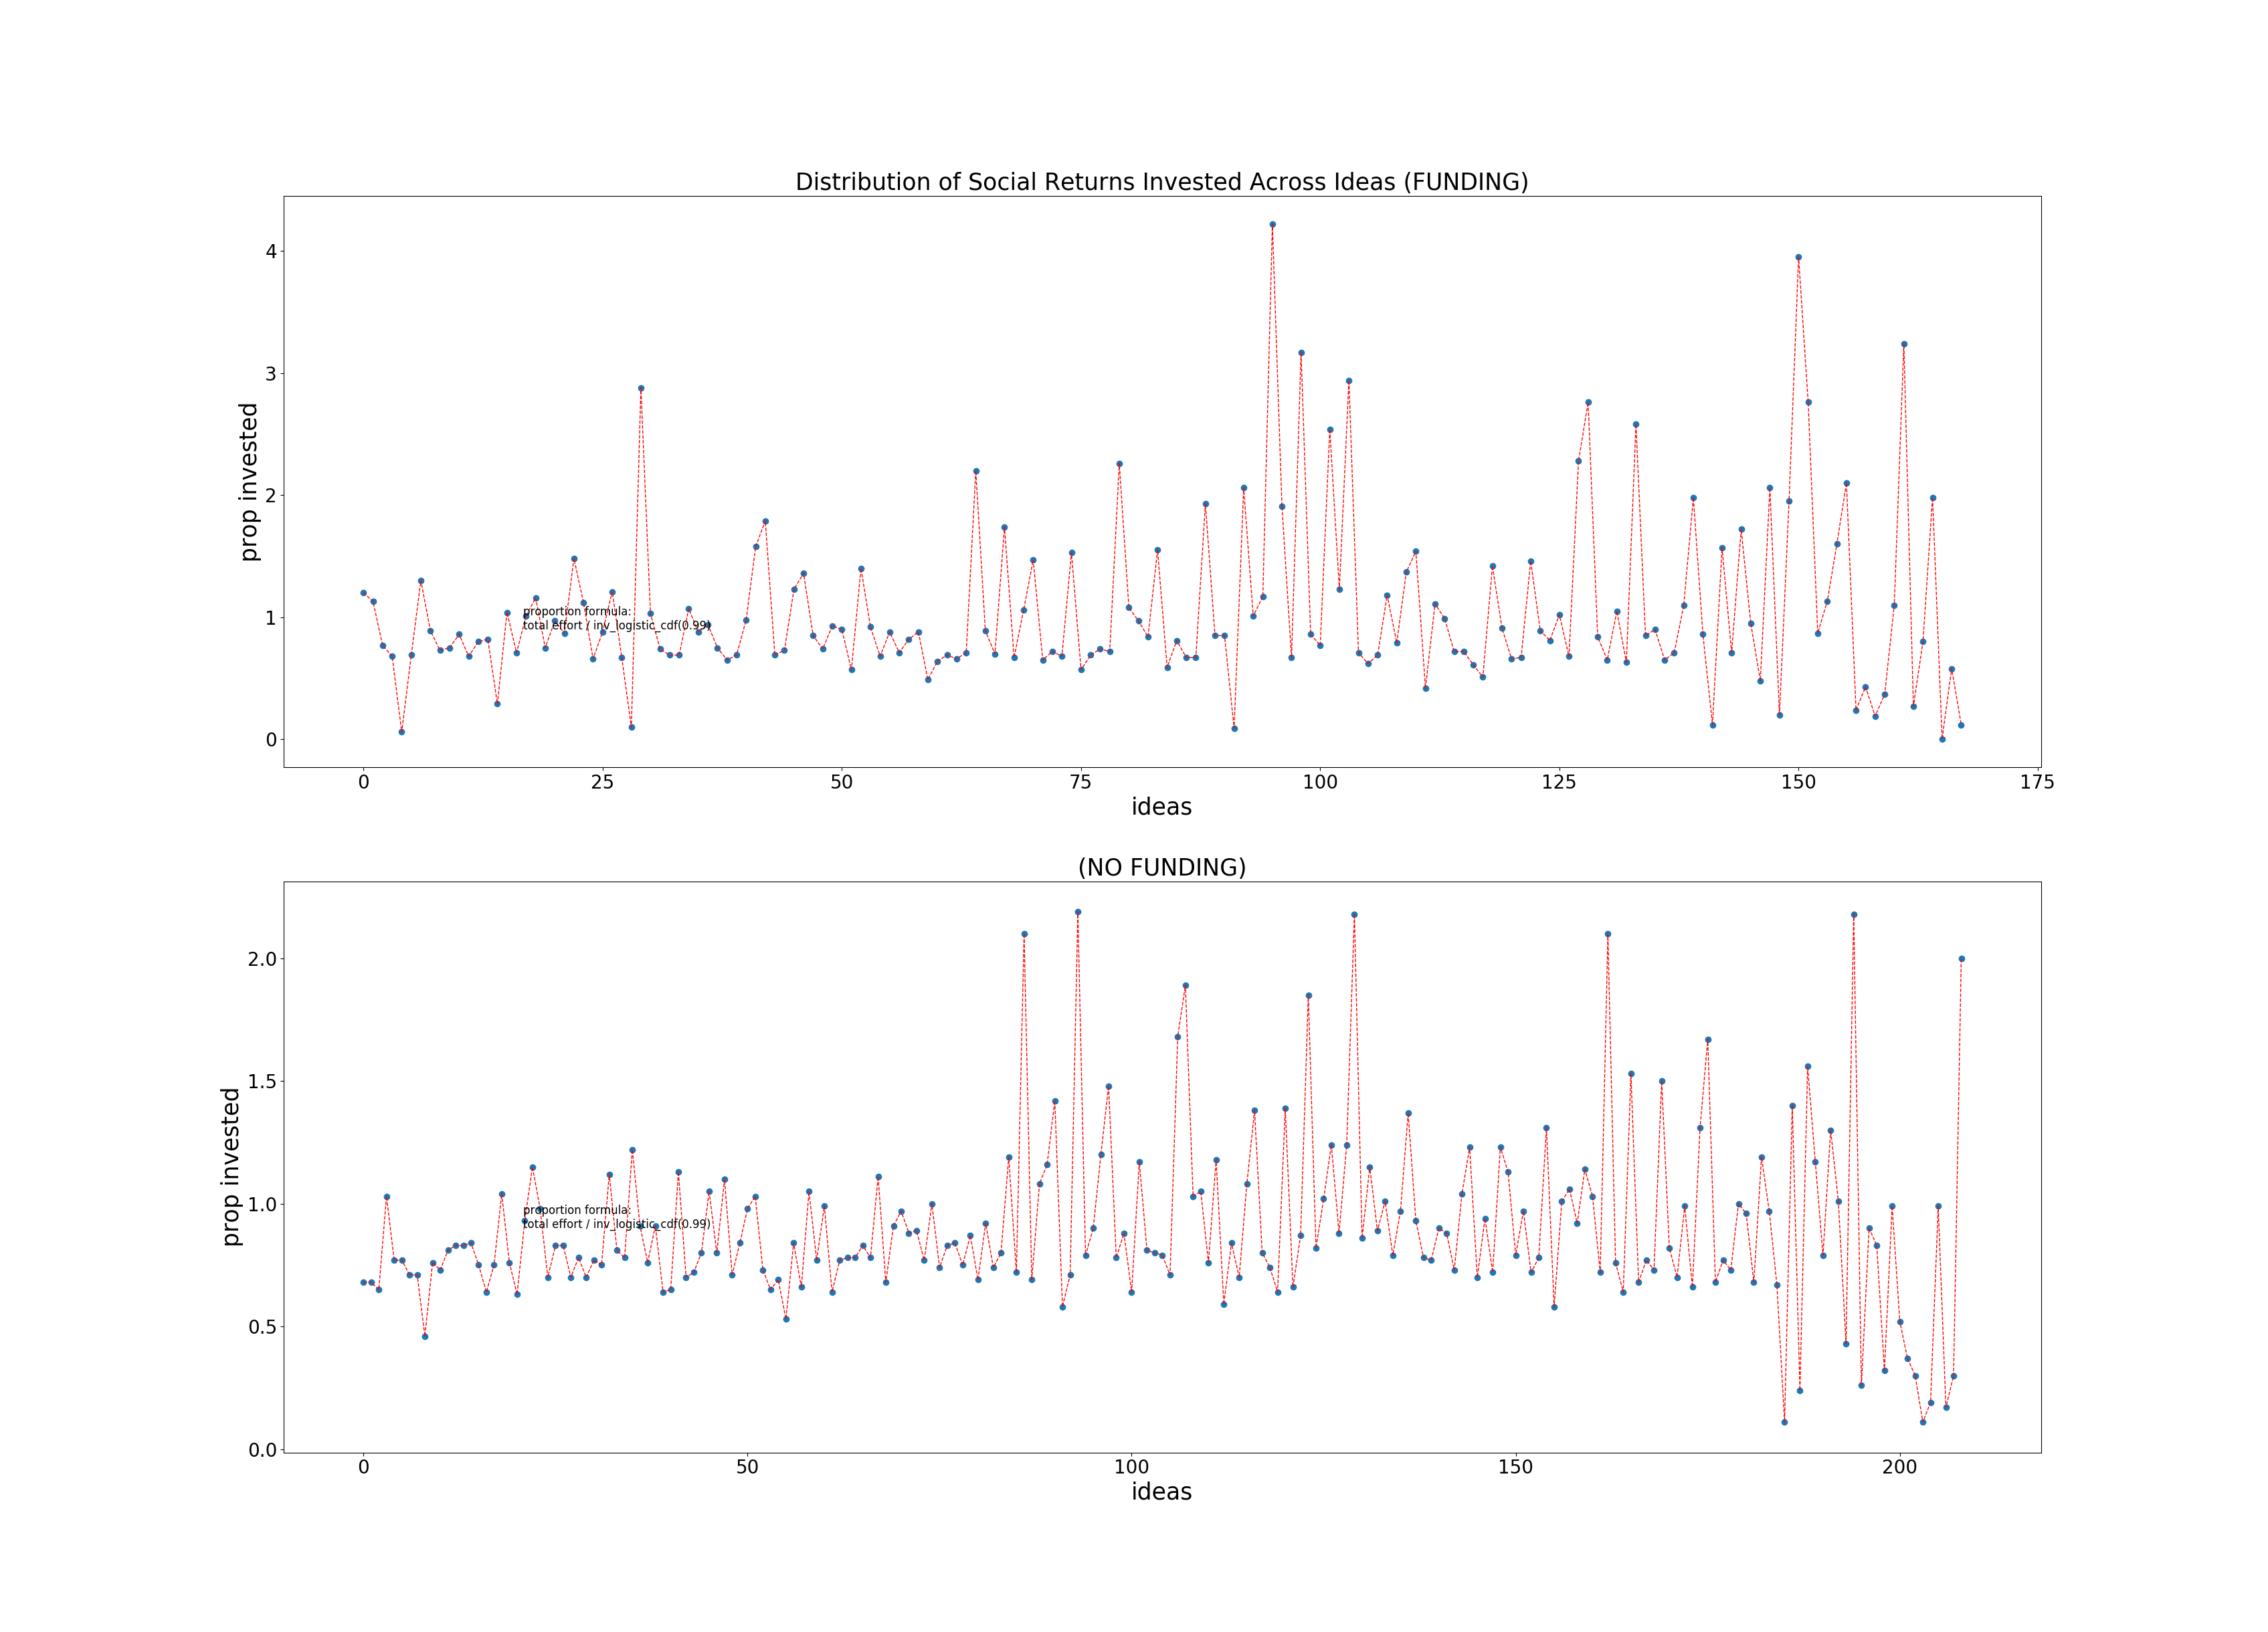 Distribution of Social Returns Invested Across Ideas (FUNDING)
prop invested
4
3
2
1
0
proportion formula:
total effort / inv_logistic_cdf(0.99)
0 25 50 75 100 125 150 175
ideas
(NO FUNDING)
prop invested
2.0
1.5
1.0
0.5
0.0
proportion formula:
total effort / inv_logistic_cdf(0.99)
0 50 100 150 200
ideas